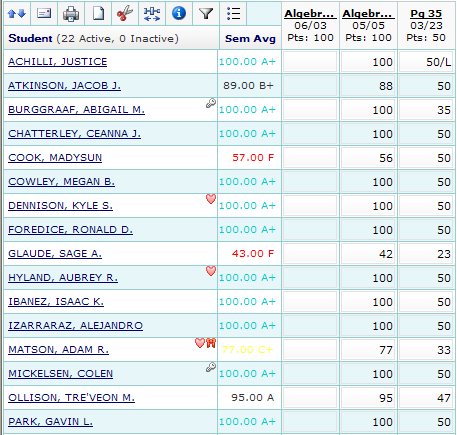 Algebr... Algebr... Pg 35
06/03 05/05 03/23
Pts: 100 Pts: 100 Pts: 50
Student (22 Active, 0 Inactive) Sem Avg
ACHILLI, JUSTICE 100.00 A+ 100 50/L
ATKINSON, JACOB J. 89.00 B+ 88 50
BURGGRAAF, ABIGAIL M. 100.00 A+ 100 35
CHATTERLEY, CEANNA J. 100.00 A+ 100 50
COOK, MADYSUN 57.00 F 56 50
COWLEY, MEGAN B. 100.00 A+ 100 50
DENNISON, KYLE S. 100.00 A+ 100 50
FOREDICE, RONALD D. 100.00 A+ 100 50
GLAUDE, SAGE A. 43.00 F 42 23
HYLAND, AUBREY R. 100.00 A+ 100 50
IBANEZ, ISAAC K. 100.00 A+ 100 50
IZARRARAZ, ALEJANDRO 100.00 A+ 100 50
MATSON, ADAM R. 77.00 C+ 77 33
MICKELSEN, COLEN 100.00 A+ 100 50
OLLISON, TRE'VEON M. 95.00 A 95 47
PARK, GAVIN L. 100.00 A+ 100 50